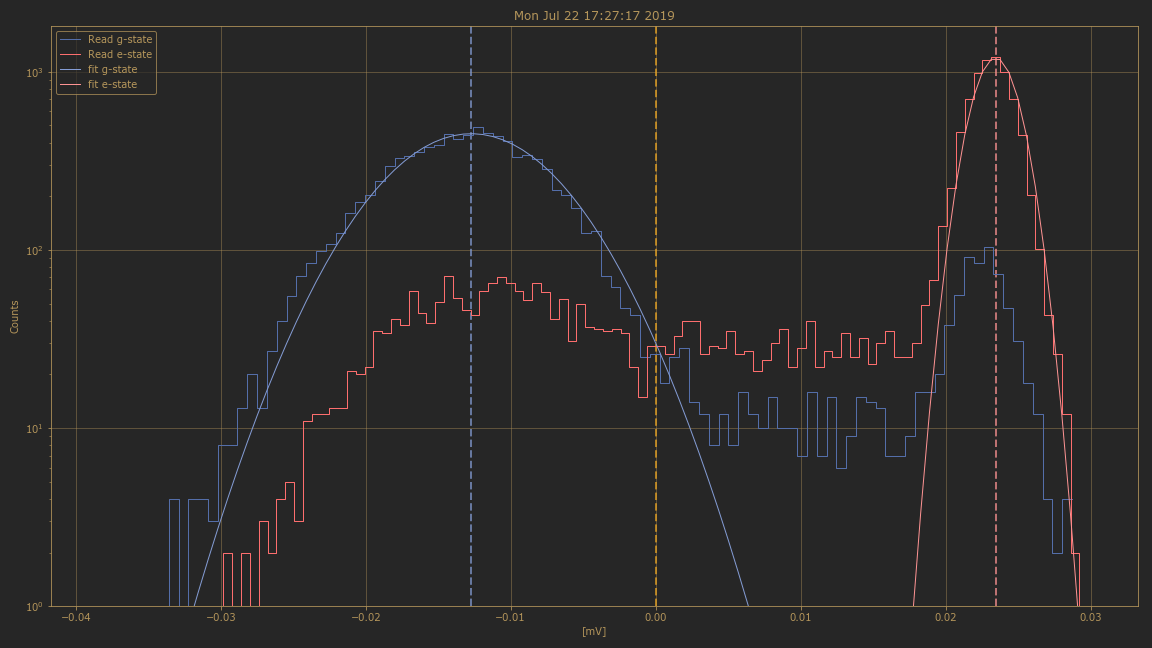 Mon Jul 22 17:27:17 2019
Read g-state
Read e-state
fit g-state
fit e-state
10³
10²
10¹
10⁰
Counts
−0.04
−0.03
−0.02
−0.01
0.00
0.01
0.02
0.03
[mV]